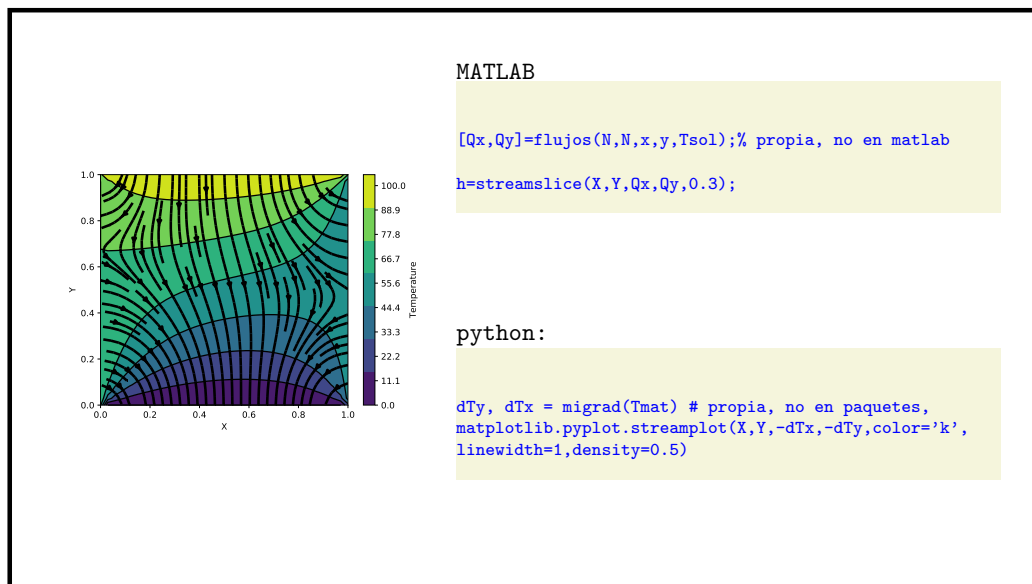 MATLAB
[Qx,Qy]=flujos(N,N,x,y,Tsol);% propia, no en matlab
h=streamslice(X,Y,Qx,Qy,0.3);
1.0
0.8
0.6
0.4
0.2
0.0
Y
0.0
0.2
0.4
0.6
0.8
1.0
X
100.0
88.9
77.8
66.7
55.6
44.4
33.3
22.2
11.1
0.0
Temperature
python:
dTy, dTx = migrad(Tmat) # propia, no en paquetes,
matplotlib.pyplot.streamplot(X,Y,-dTx,-dTy,color=’k’,
linewidth=1,density=0.5)